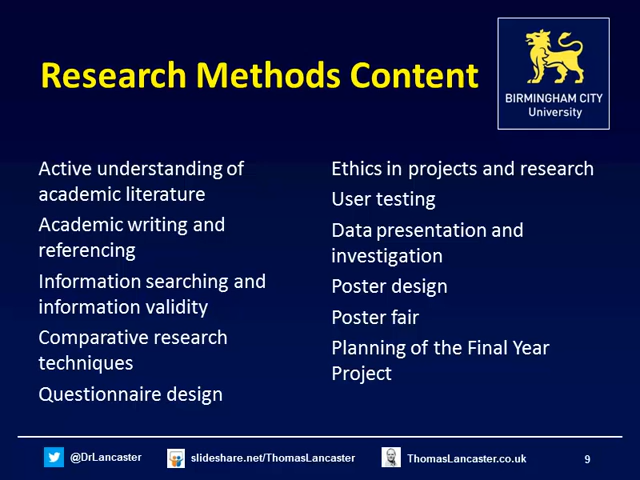 Research Methods Content
BIRMINGHAM CITY
University
Active understanding of
academic literature
Academic writing and
referencing
Information searching and
information validity
Comparative research
techniques
Questionnaire design
Ethics in projects and research
User testing
Data presentation and
investigation
Poster design
Poster fair
Planning of the Final Year
Project
@DrLancaster
slideshare.net/ThomasLancaster
ThomasLancaster.co.uk
9